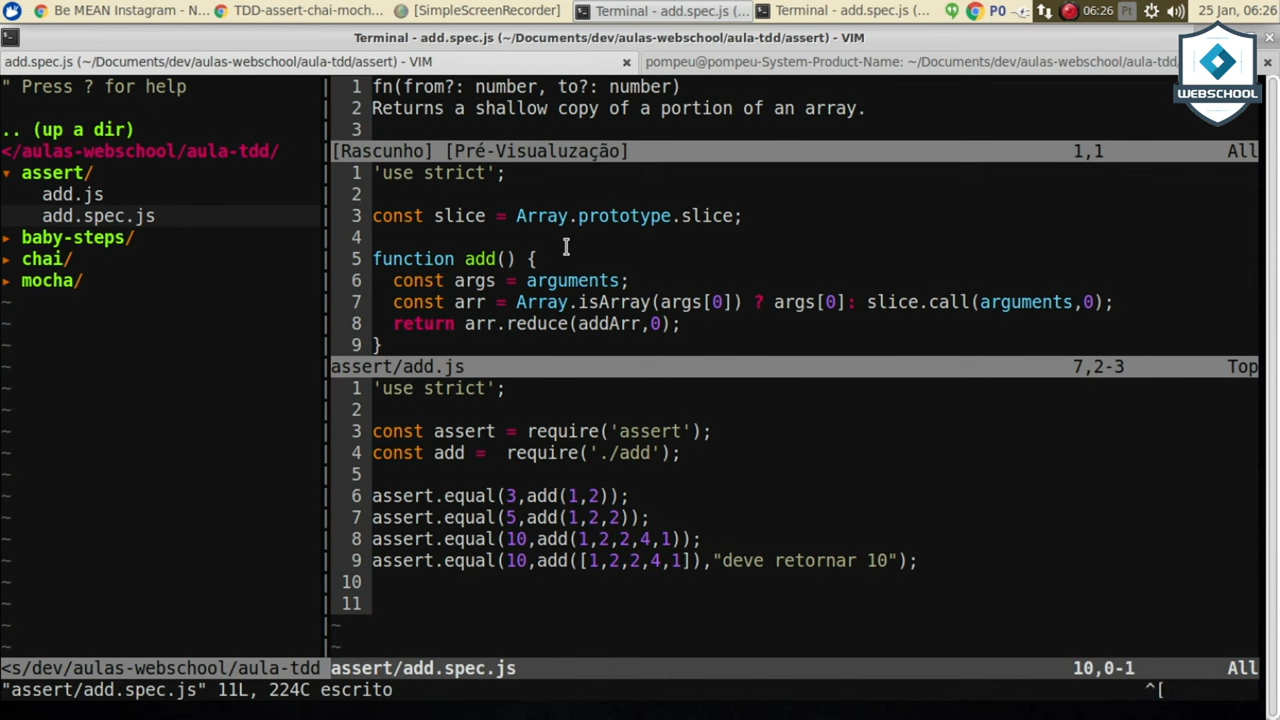 Be MEAN Instagram - N...
TDD-assert-chai-moch...
[SimpleScreenRecorder]
Terminal - add.spec.js (...
Terminal - add.spec.js (...
P0
06:26
Pt
25 Jan, 06:26
Terminal - add.spec.js (~/Documents/dev/aulas-webschool/aula-tdd/assert) - VIM
add.spec.js (~/Documents/dev/aulas-webschool/aula-tdd/assert) - VIM
pompeu@pompeu-System-Product-Name: ~/Documents/dev/aulas-webschool/aula-tdd/
WEBSCHOOL
" Press ? for help
.. (up a dir)
</aulas-webschool/aula-tdd/
▾ assert/
add.js
add.spec.js
▸ baby-steps/
▸ chai/
▸ mocha/
<s/dev/aulas-webschool/aula-tdd
1 fn(from?: number, to?: number)
2 Returns a shallow copy of a portion of an array.
3
[Rascunho] [Pré-Visualuzação] 1,1 All
1 'use strict';
2
3 const slice = Array.prototype.slice;
4
5 function add() {
6 const args = arguments;
7 const arr = Array.isArray(args[0]) ? args[0]: slice.call(arguments,0);
8 return arr.reduce(addArr,0);
9 }
assert/add.js 7,2-3 Top
1 'use strict';
2
3 const assert = require('assert');
4 const add =  require('./add');
5
6 assert.equal(3,add(1,2));
7 assert.equal(5,add(1,2,2));
8 assert.equal(10,add(1,2,2,4,1));
9 assert.equal(10,add([1,2,2,4,1]),"deve retornar 10");
10
11
assert/add.spec.js 10,0-1 All
"assert/add.spec.js" 11L, 224C escrito ^[